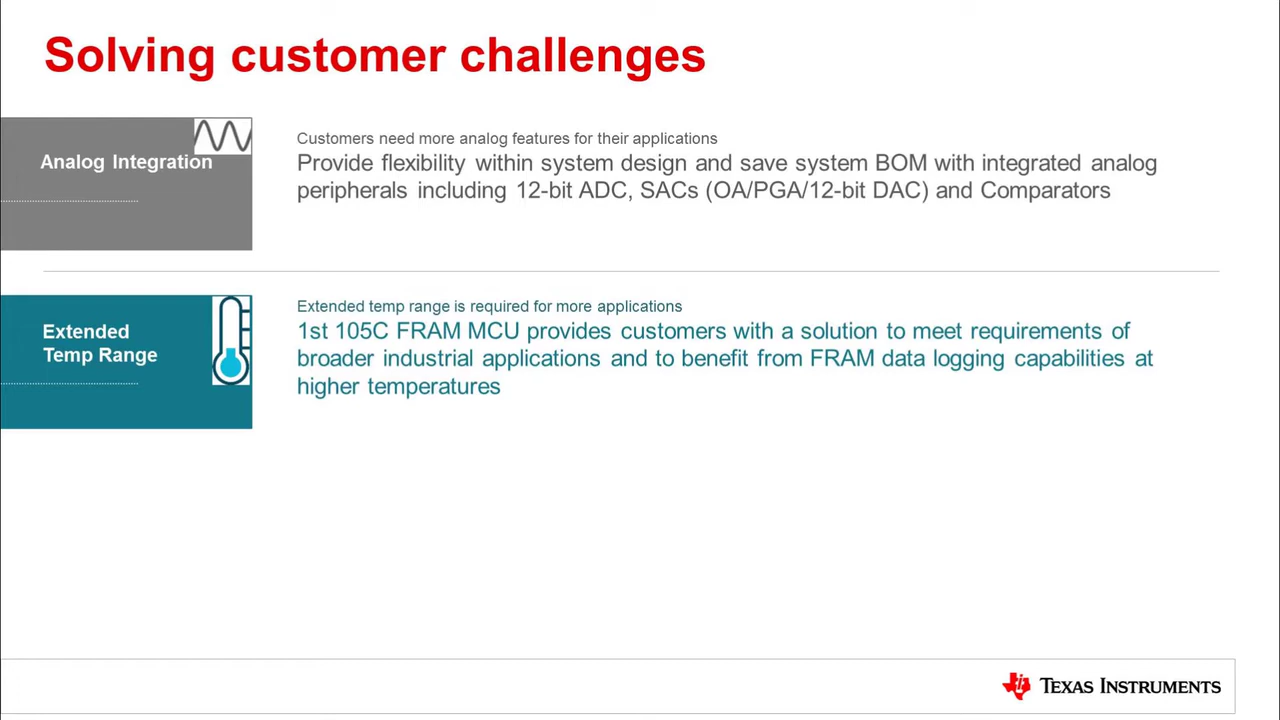 Solving customer challenges
Analog Integration
Customers need more analog features for their applications
Provide flexibility within system design and save system BOM with integrated analog
peripherals including 12-bit ADC, SACs (OA/PGA/12-bit DAC) and Comparators
Extended
Temp Range
Extended temp range is required for more applications
1st 105C FRAM MCU provides customers with a solution to meet requirements of
broader industrial applications and to benefit from FRAM data logging capabilities at
higher temperatures
TEXAS INSTRUMENTS